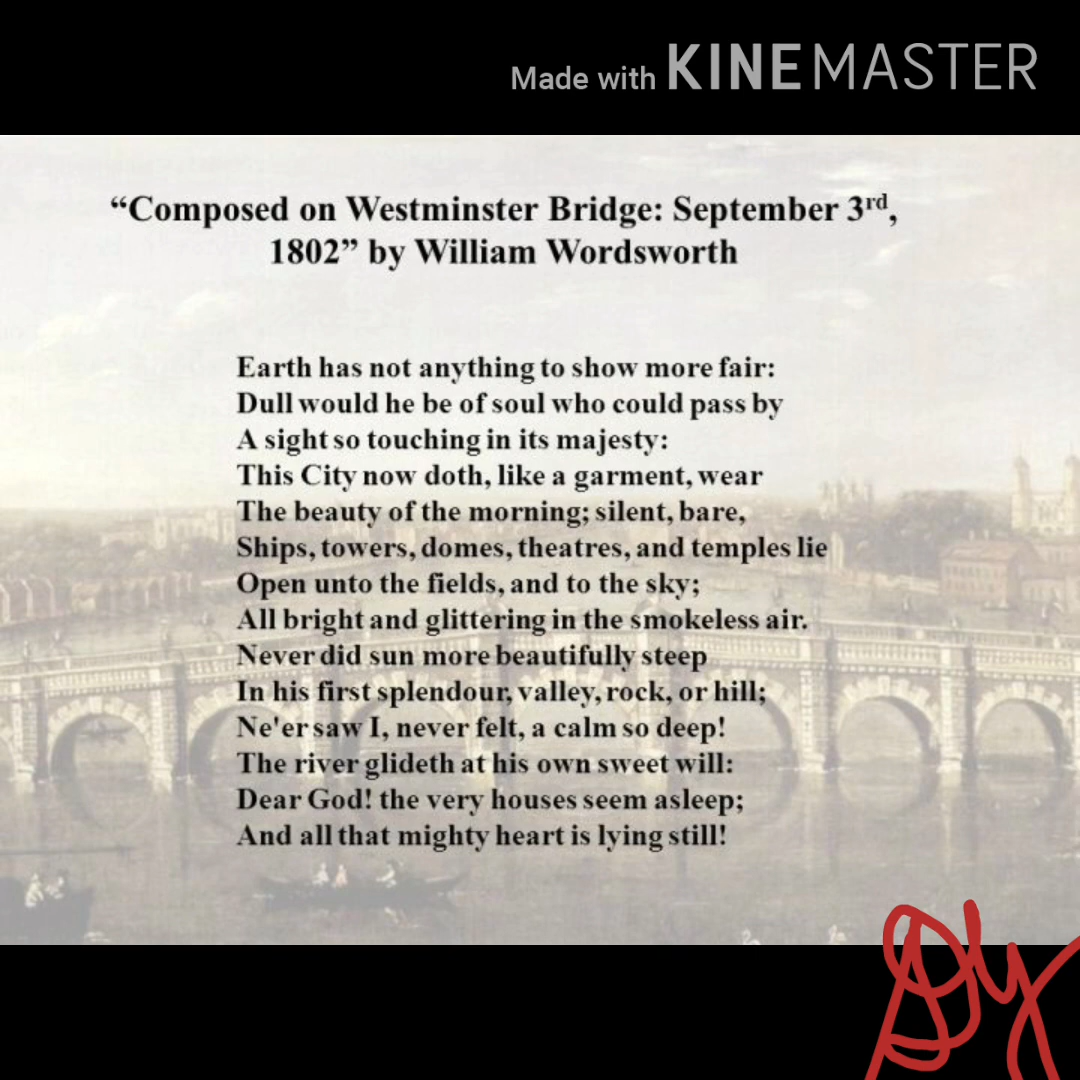 Made with KINEMASTER
“Composed on Westminster Bridge: September 3rd,
1802” by William Wordsworth
Earth has not anything to show more fair:
Dull would he be of soul who could pass by
A sight so touching in its majesty:
This City now doth, like a garment, wear
The beauty of the morning; silent, bare,
Ships, towers, domes, theatres, and temples lie
Open unto the fields, and to the sky;
All bright and glittering in the smokeless air.
Never did sun more beautifully steep
In his first splendour, valley, rock, or hill;
Ne'er saw I, never felt, a calm so deep!
The river glideth at his own sweet will:
Dear God! the very houses seem asleep;
And all that mighty heart is lying still!